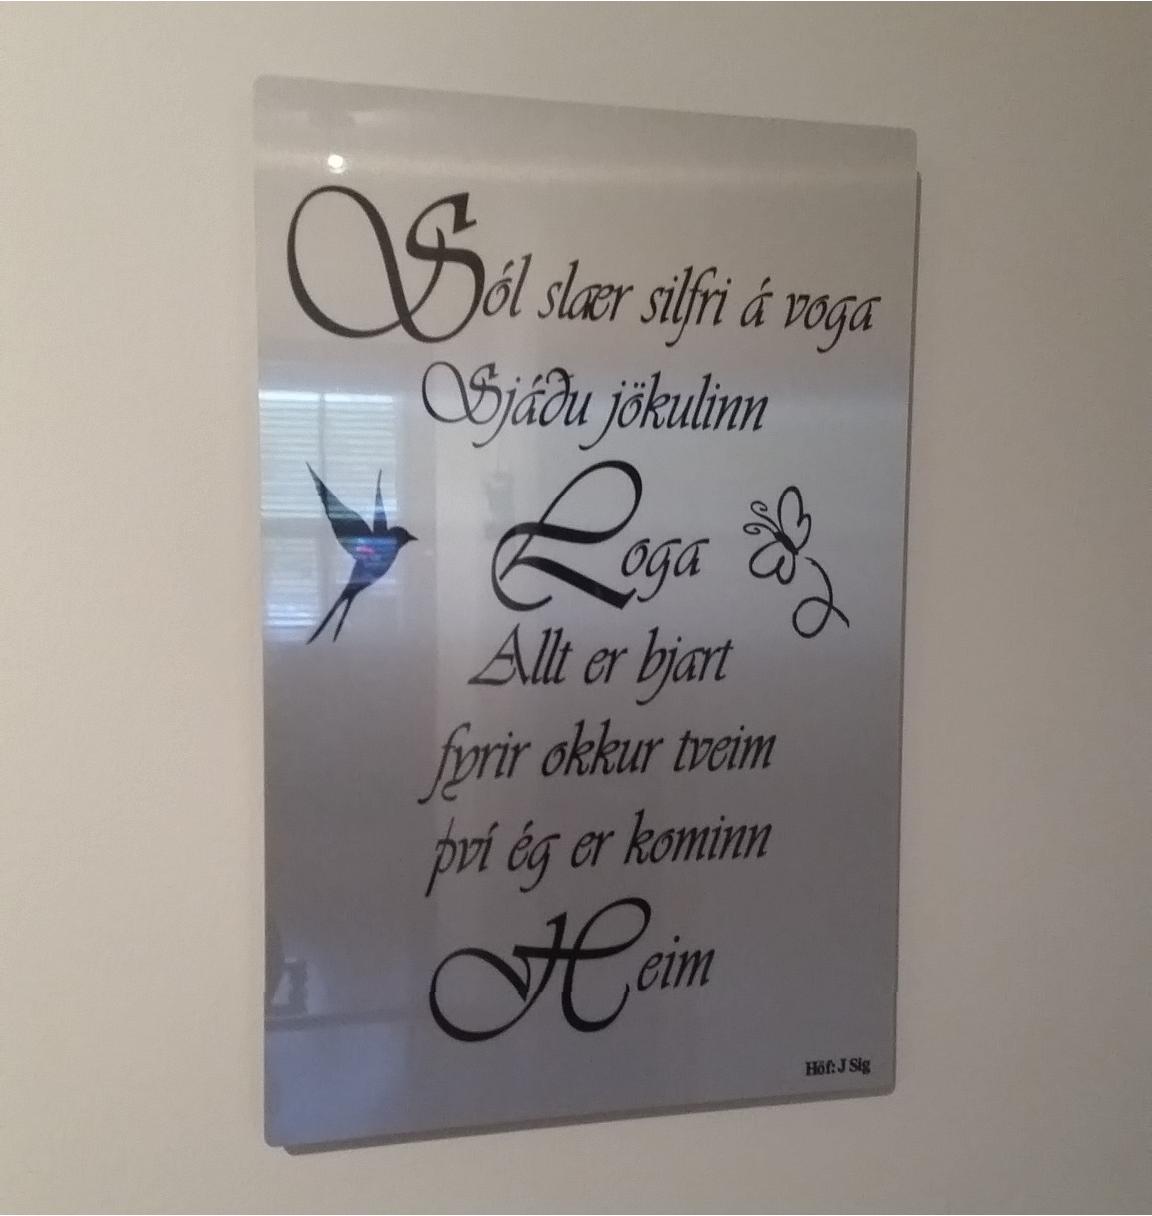 Sól slær silfri á voga
Sjáðu jökulinn
Loga
Allt er bjart
fyrir okkur tveim
því ég er kominn
Heim
Höf: J Sig